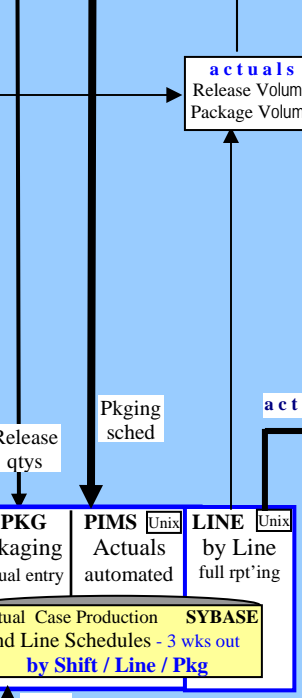 actuals
Release Volum
Package Volum
Pkging
sched
Release
qtys
act
PKG
kaging
ual entry
PIMS Unix
Actuals
automated
LINE Unix
by Line
full rpt'ing
tual Case Production SYBASE
nd Line Schedules - 3 wks out
by Shift / Line / Pkg